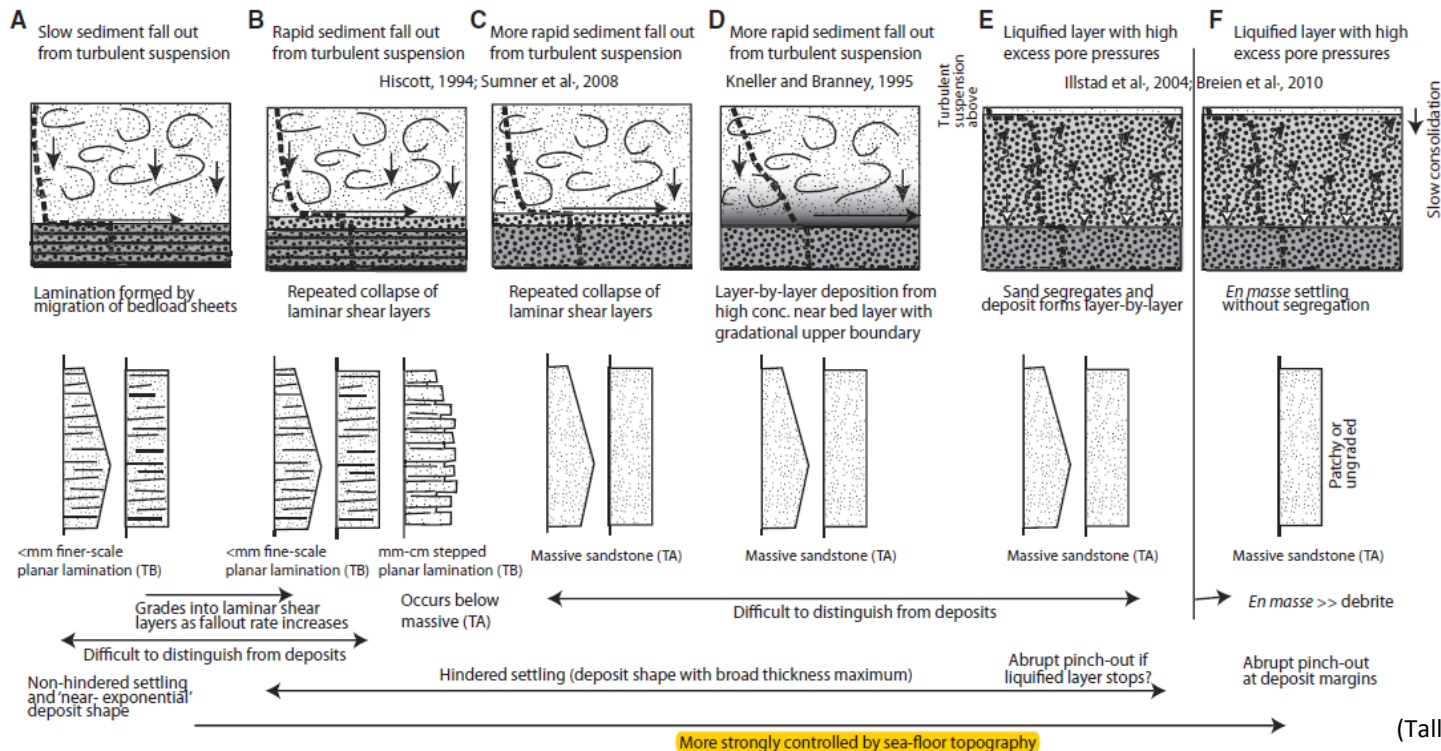 A
Slow sediment fall out
from turbulent suspension
B
Rapid sediment fall out
from turbulent suspension
C
More rapid sediment fall out
from turbulent suspension
D
More rapid sediment fall out
from turbulent suspension
E
Liquified layer with high
excess pore pressures
F
Liquified layer with high
excess pore pressures
Hiscott, 1994; Sumner et al·, 2008
Kneller and Branney, 1995
Illstad et al·, 2004; Breien et al·, 2010
Turbulent
suspension
above
Slow consolidation
Lamination formed by
migration of bedload sheets
Repeated collapse of
laminar shear layers
Repeated collapse of
laminar shear layers
Layer-by-layer deposition from
high conc. near bed layer with
gradational upper boundary
Sand segregates and
deposit forms layer-by-layer
En masse settling
without segregation
Patchy or
ungraded
<mm finer-scale
planar lamination (TB)
<mm fine-scale
planar lamination (TB)
mm-cm stepped
planar lamination (TB)
Massive sandstone (TA)
Massive sandstone (TA)
Massive sandstone (TA)
Massive sandstone (TA)
Grades into laminar shear
layers as fallout rate increases
Occurs below
massive (TA)
Difficult to distinguish from deposits
En masse >> debrite
Difficult to distinguish from deposits
Non-hindered settling
and 'near- exponential'
deposit shape
Hindered settling (deposit shape with broad thickness maximum)
Abrupt pinch-out if
liquified layer stops?
Abrupt pinch-out
at deposit margins
More strongly controlled by sea-floor topography
(Tall